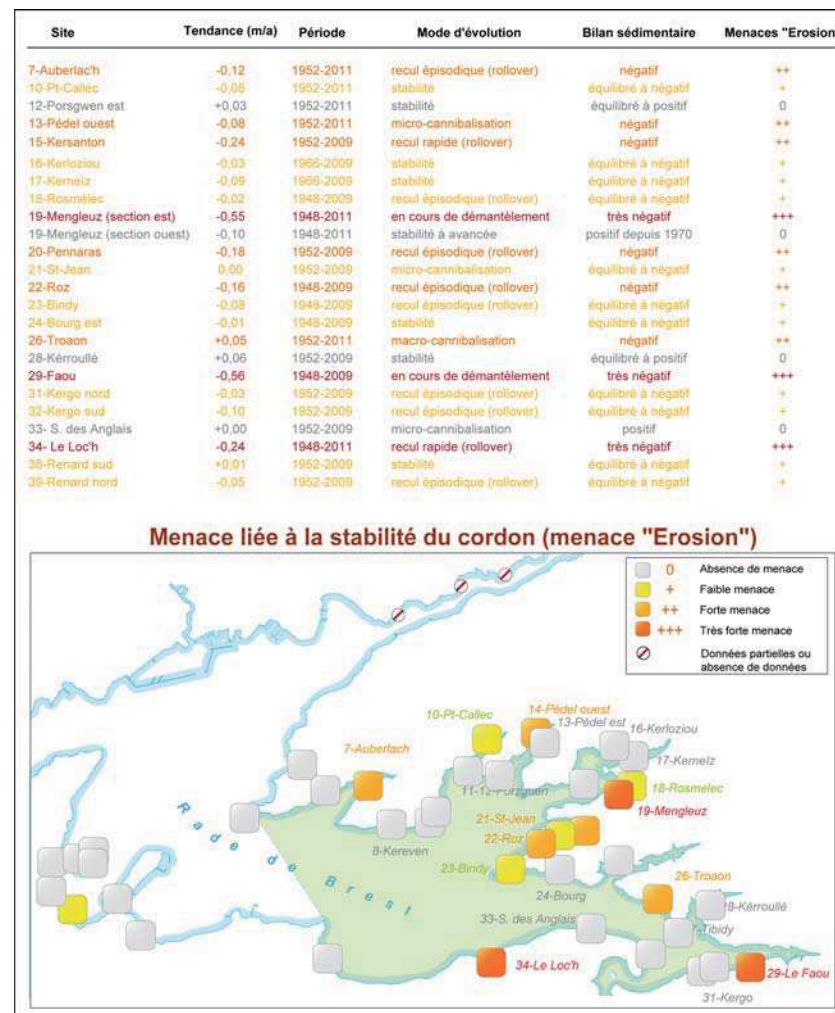 Site Tendance (m/a) Période Mode d'évolution Bilan sédimentaire Menaces "Erosion
7-Auberlac'h -0,12 1952-2011 recul épisodique (rollover) négatif ++
10-Pt-Callec -0,05 1952-2011 stabilité équilibré à négatif +
12-Porsgwen est +0,03 1952-2011 stabilité équilibré à positif 0
13-Pédel ouest -0,08 1952-2011 micro-cannibalisation négatif ++
15-Kersanton -0,24 1952-2009 recul rapide (rollover) négatif ++
16-Kerloziou -0,03 1966-2009 stabilité équilibré à négatif +
17-Kerneïz -0,09 1966-2009 stabilité équilibré à négatif +
18-Rosmélec -0,02 1948-2009 recul épisodique (rollover) équilibré à négatif +
19-Mengleuz (section est) -0,55 1948-2011 en cours de démantèlement très négatif +++
19-Mengleuz (section ouest) -0,10 1948-2011 stabilité à avancée positif depuis 1970 0
20-Pennaras -0,18 1952-2009 recul épisodique (rollover) négatif ++
21-St-Jean 0,00 1952-2009 micro-cannibalisation équilibré à négatif +
22-Roz -0,16 1948-2009 recul épisodique (rollover) négatif ++
23-Bindy -0,08 1948-2009 recul épisodique (rollover) équilibré à négatif +
24-Bourg est -0,01 1948-2009 stabilité équilibré à négatif +
26-Troaon +0,05 1952-2011 macro-cannibalisation négatif ++
28-Kérroullé +0,06 1952-2009 stabilité équilibré à positif 0
29-Faou -0,56 1948-2009 en cours de démantèlement très négatif +++
31-Kergo nord -0,03 1952-2009 recul épisodique (rollover) équilibré à négatif +
32-Kergo sud -0,10 1952-2009 recul épisodique (rollover) équilibré à négatif +
33- S. des Anglais +0,00 1952-2009 micro-cannibalisation positif 0
34- Le Loc'h -0,24 1948-2011 recul rapide (rollover) très négatif +++
38-Renard sud +0,01 1952-2009 stabilité équilibré à négatif +
39-Renard nord -0,05 1952-2009 recul épisodique (rollover) équilibré à négatif +
Menace liée à la stabilité du cordon (menace "Erosion")
0 Absence de menace
+ Faible menace
++ Forte menace
+++ Très forte menace
Données partielles ou
absence de données
14-Pédel ouest
10-Pt-Callec
13-Pédel est
16-Kerloziou
7-Auberlach
17-Kerneïz
11-12-Porzguen
18-Rosmelec
19-Mengleuz
Rade de Brest
21-St-Jean
22-Roz
8-Kereven
23-Bindy
24-Bourg
26-Troaon
28-Kérroullé
33-S. des Anglais
7-Tibidy
34-Le Loc'h
29-Le Faou
31-Kergo